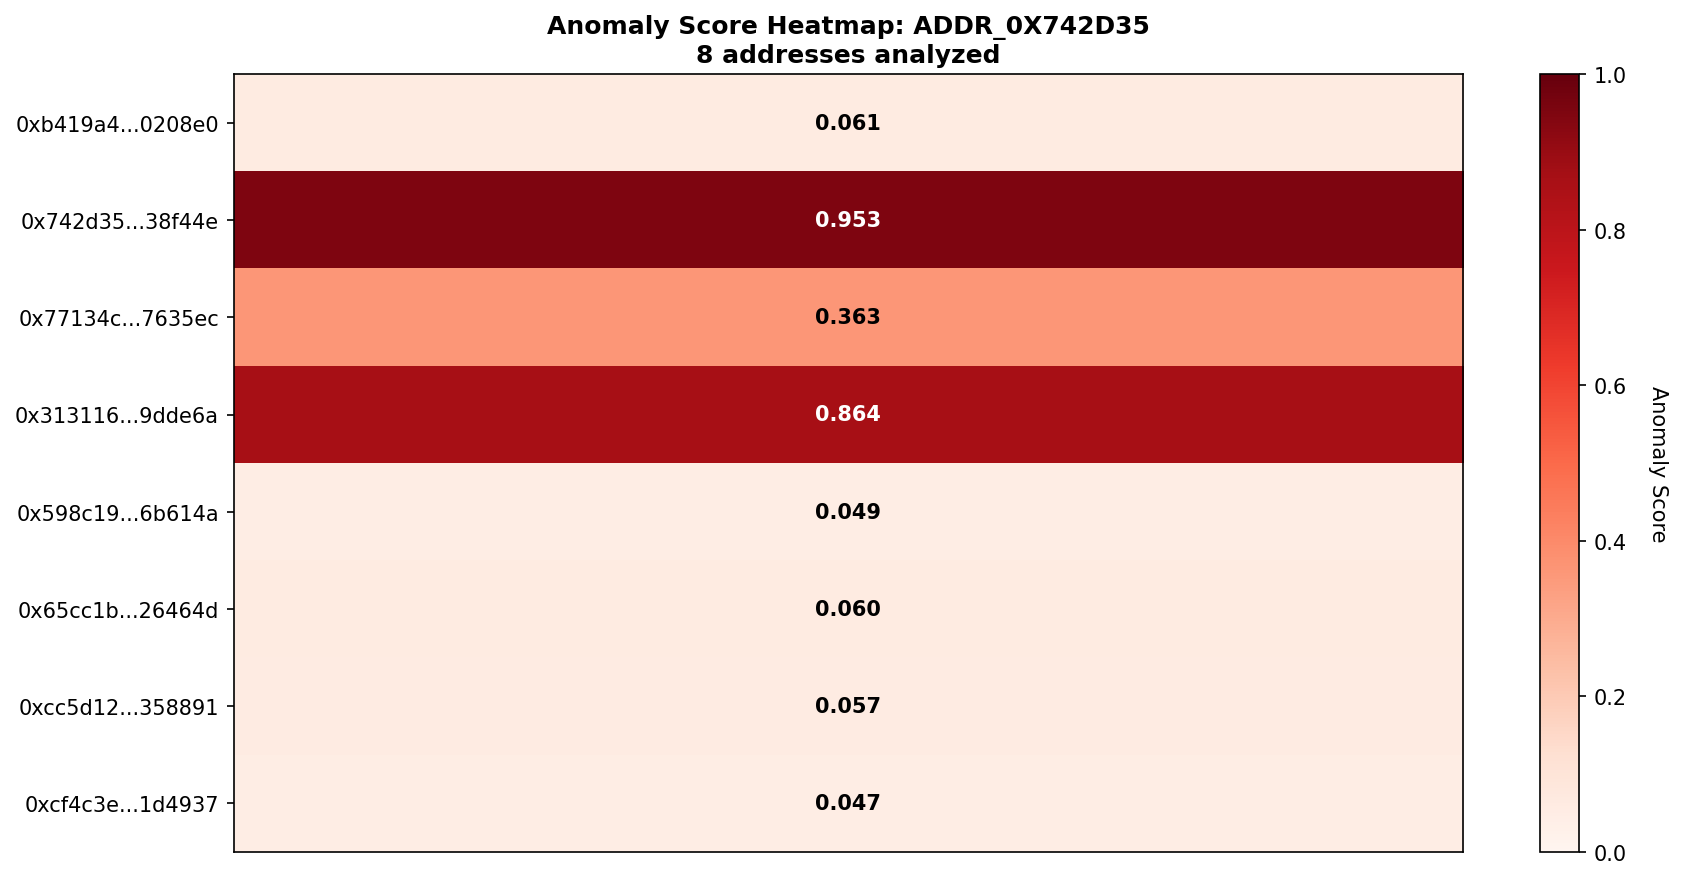 Anomaly Score Heatmap: ADDR_0X742D35
8 addresses analyzed
0xb419a4...0208e0
0.061
0x742d35...38f44e
0.953
0x77134c...7635ec
0.363
0x313116...9dde6a
0.864
0x598c19...6b614a
0.049
0x65cc1b...26464d
0.060
0xcc5d12...358891
0.057
0xcf4c3e...1d4937
0.047
1.0
0.8
0.6
0.4
0.2
0.0
Anomaly Score